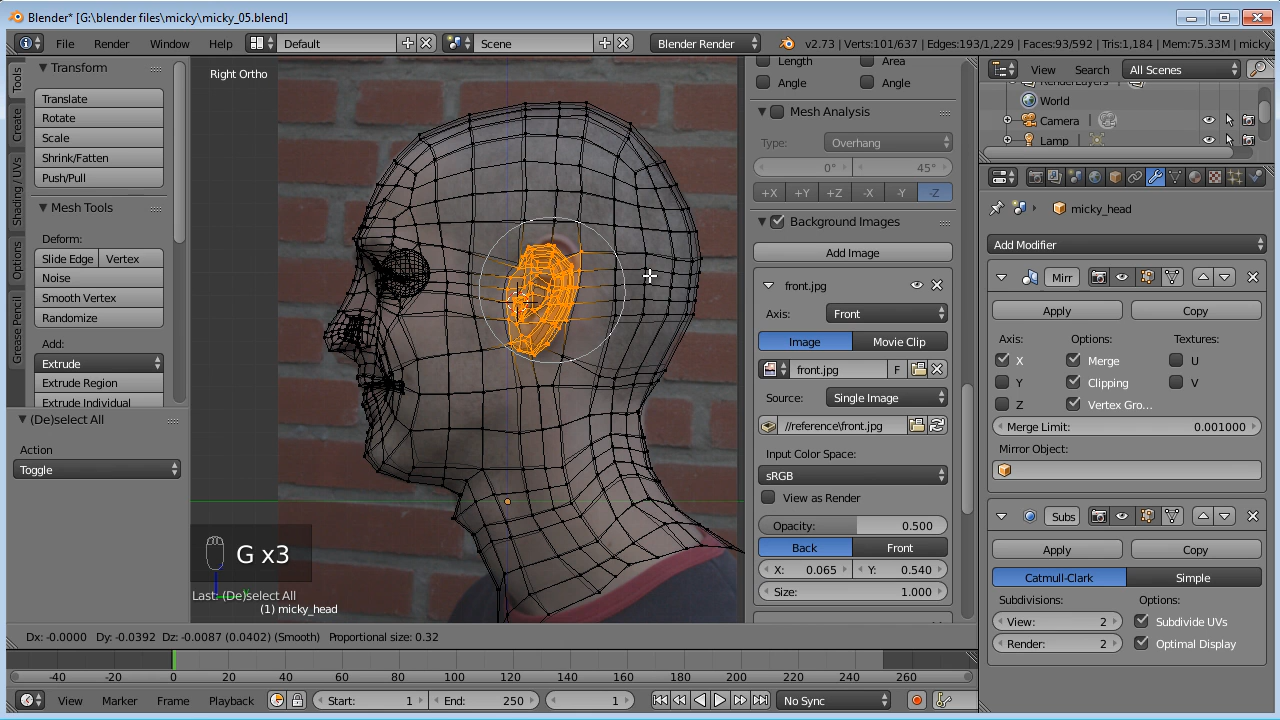 Blender* [G:\blender files\micky\micky_05.blend]
File Render Window Help Default Scene Blender Render v2.73 | Verts:101/637 | Edges:193/1,229 | Faces:93/592 | Tris:1,184 | Mem:75.33M | micky_
Tools
Create
Shading / UVs
Options
Grease Pencil
Transform
Translate
Rotate
Scale
Shrink/Fatten
Push/Pull
Mesh Tools
Deform:
Slide Edge Vertex
Noise
Smooth Vertex
Randomize
Add:
Extrude
Extrude Region
Extrude Individual
(De)select All
Action
Toggle
Right Ortho
G x3
Last: (De)select All
(1) micky_head
Length Area
Angle Angle
Mesh Analysis
Type: Overhang
0° 45°
+X +Y +Z -X -Y -Z
Background Images
Add Image
front.jpg
Axis: Front
Image Movie Clip
front.jpg F
Source: Single Image
//reference\front.jpg
Input Color Space:
sRGB
View as Render
Opacity: 0.500
Back Front
X: 0.065 Y: 0.540
Size: 1.000
View Search All Scenes
RenderLayers
World
Camera
Lamp
micky_head
Add Modifier
Mirr
Apply Copy
Axis: Options: Textures:
X Merge U
Y Clipping V
Z Vertex Gro...
Merge Limit: 0.001000
Mirror Object:
Subs
Apply Copy
Catmull-Clark Simple
Subdivisions: Options:
View: 2 Subdivide UVs
Render: 2 Optimal Display
Dx: -0.0000 Dy: -0.0392 Dz: -0.0087 (0.0402) (Smooth) Proportional size: 0.32
-40 -20 0 20 40 60 80 100 120 140 160 180 200 220 240 260
View Marker Frame Playback Start: 1 End: 250 1 No Sync